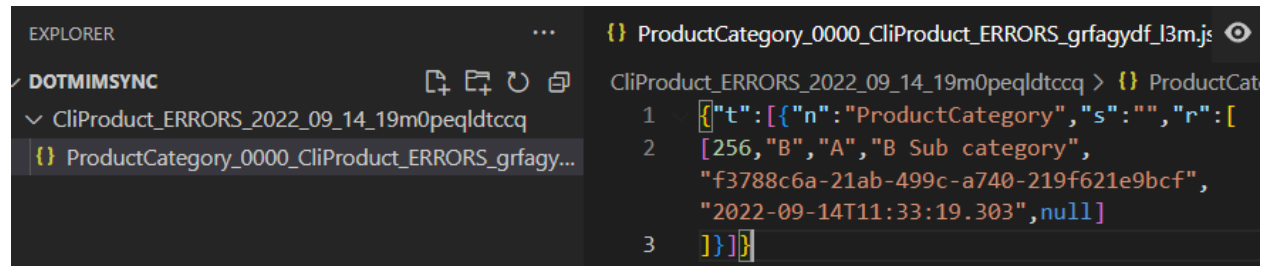 EXPLORER
DOTMIMSYNC
CliProduct_ERRORS_2022_09_14_19m0peqldtccq
{} ProductCategory_0000_CliProduct_ERRORS_grfagy...
{} ProductCategory_0000_CliProduct_ERRORS_grfagydf_l3m.js
CliProduct_ERRORS_2022_09_14_19m0peqldtccq > {} ProductCat
1 {"t":[{"n":"ProductCategory","s":"","r":[
2 [256,"B","A","B Sub category",
"f3788c6a-21ab-499c-a740-219f621e9bcf",
"2022-09-14T11:33:19.303",null]
3 ]}]}